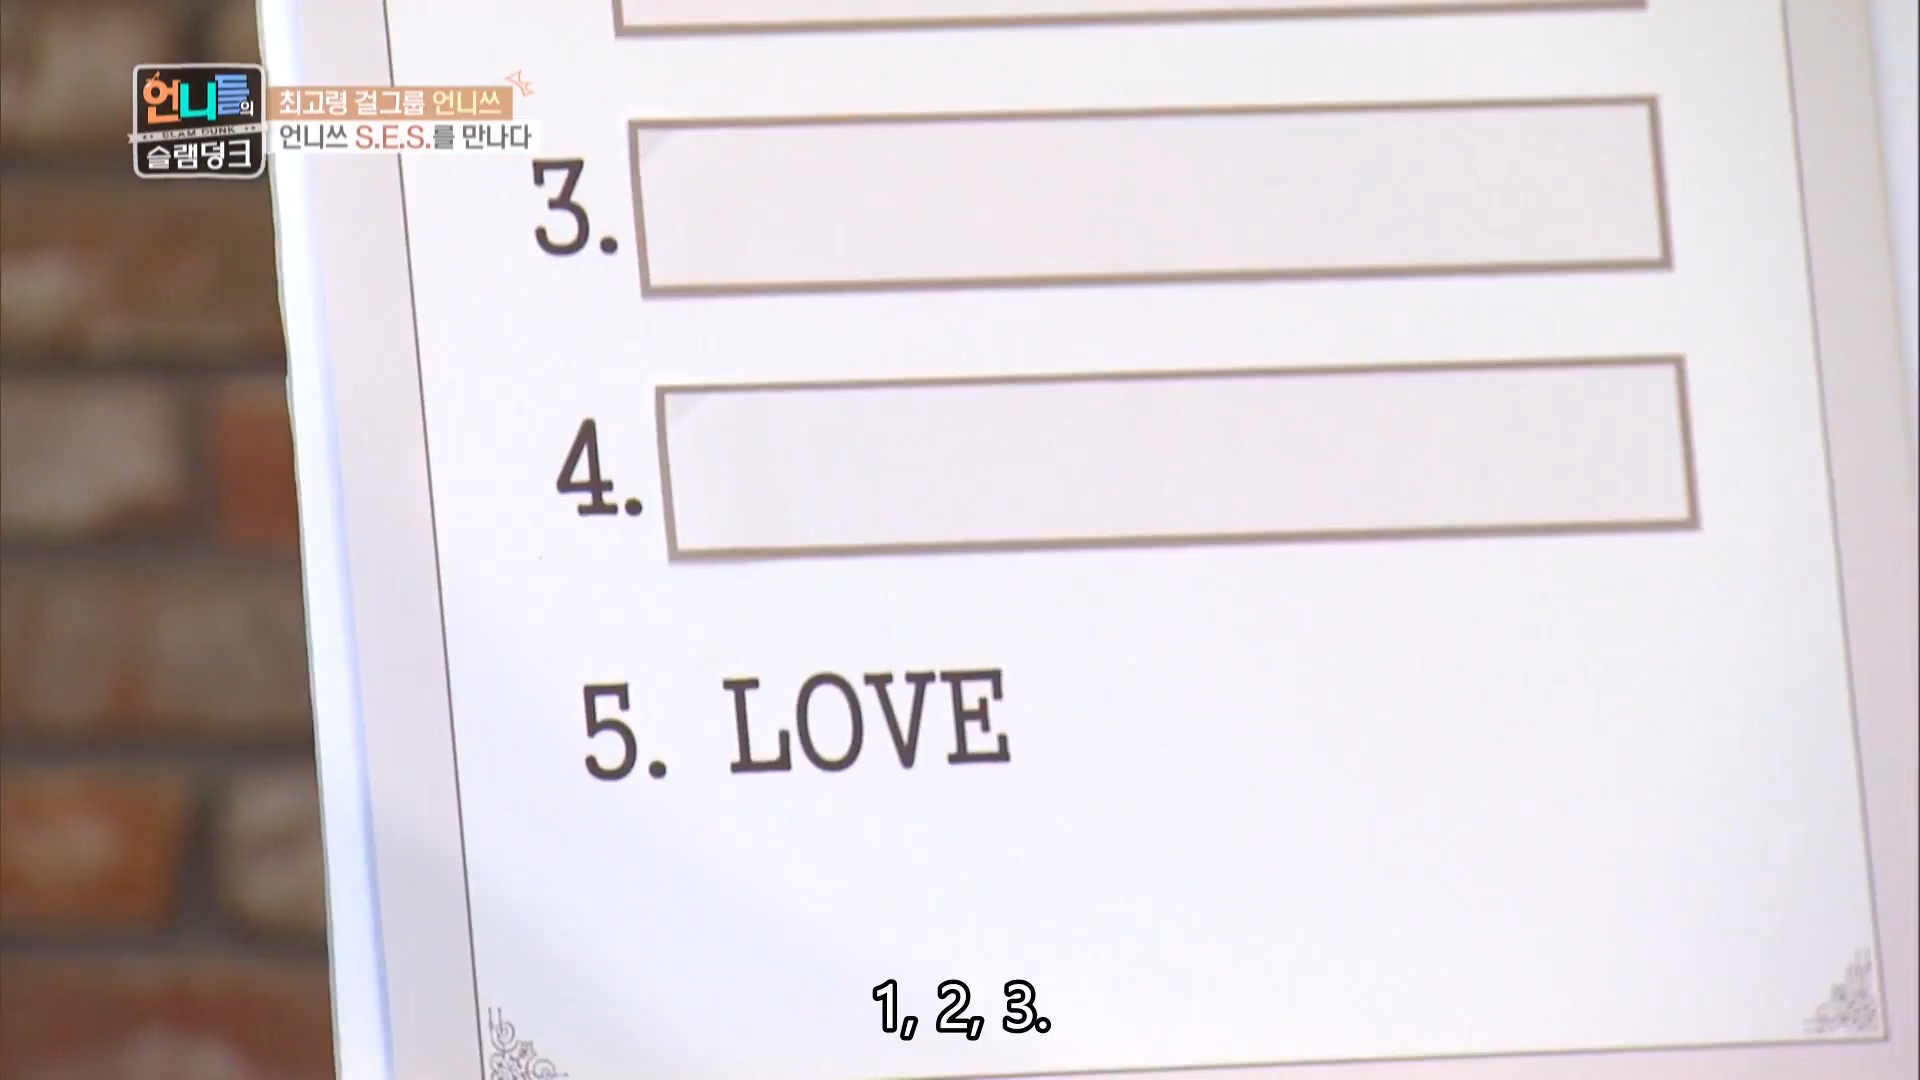 언니들의
SLAM DUNK
슬램덩크
최고령 걸그룹 언니쓰
언니쓰 S.E.S.를 만나다
3.
4.
5. LOVE
1, 2, 3.